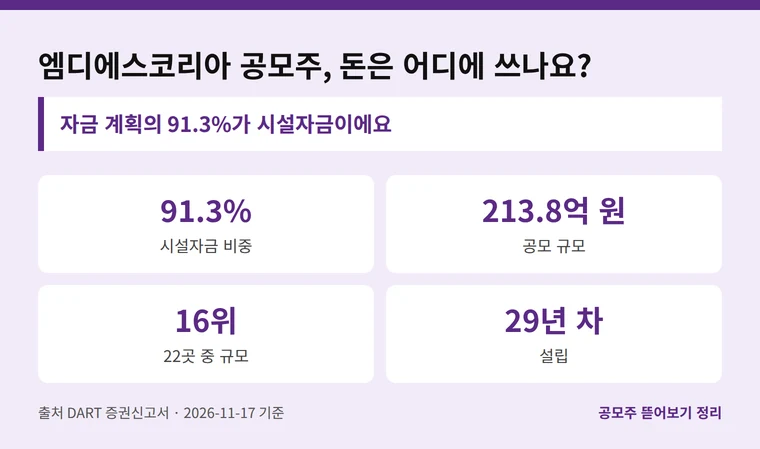 엠디에스코리아 공모주, 돈은 어디에 쓰나요?
자금 계획의 91.3%가 시설자금이에요
91.3%
시설자금 비중
213.8억 원
공모 규모
16위
22곳 중 규모
29년 차
설립
출처 DART 증권신고서 · 2026-11-17 기준
공모주 뜯어보기 정리